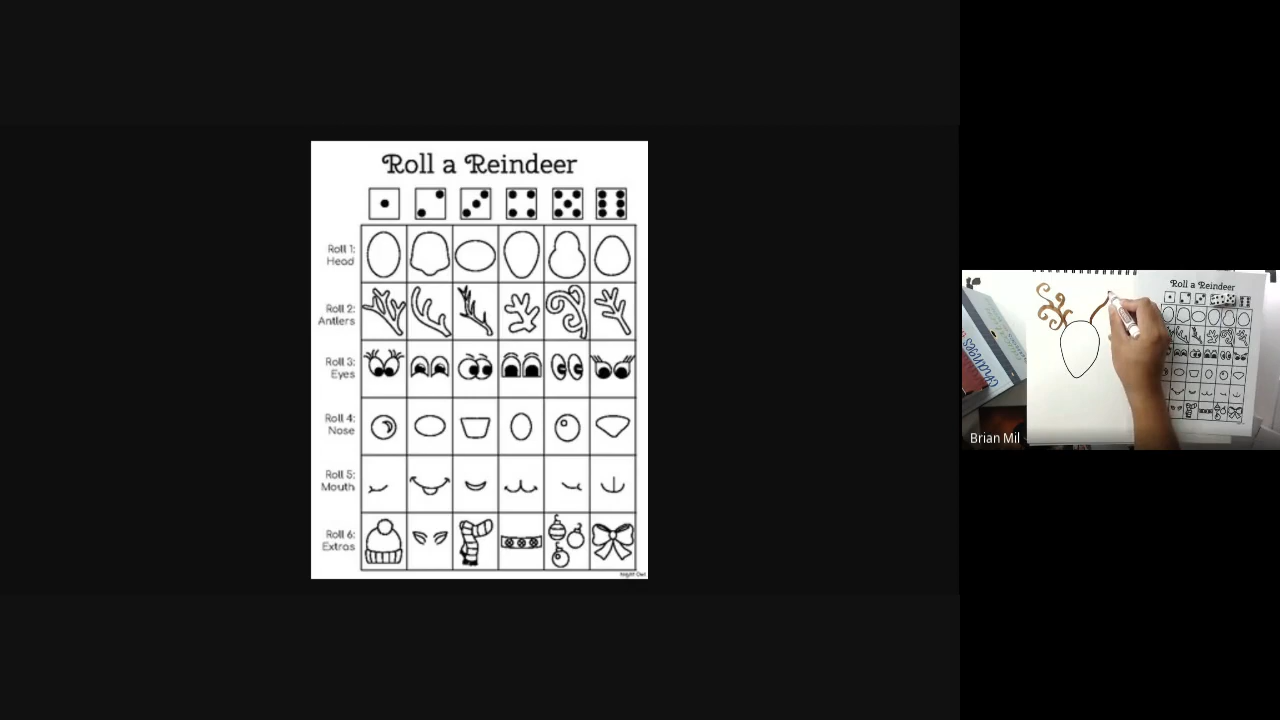 Roll a Reindeer
Roll 1:
Head
Roll 2:
Antlers
Roll 3:
Eyes
Roll 4:
Nose
Roll 5:
Mouth
Roll 6:
Extras
Roll a Reindeer
Brian Mil